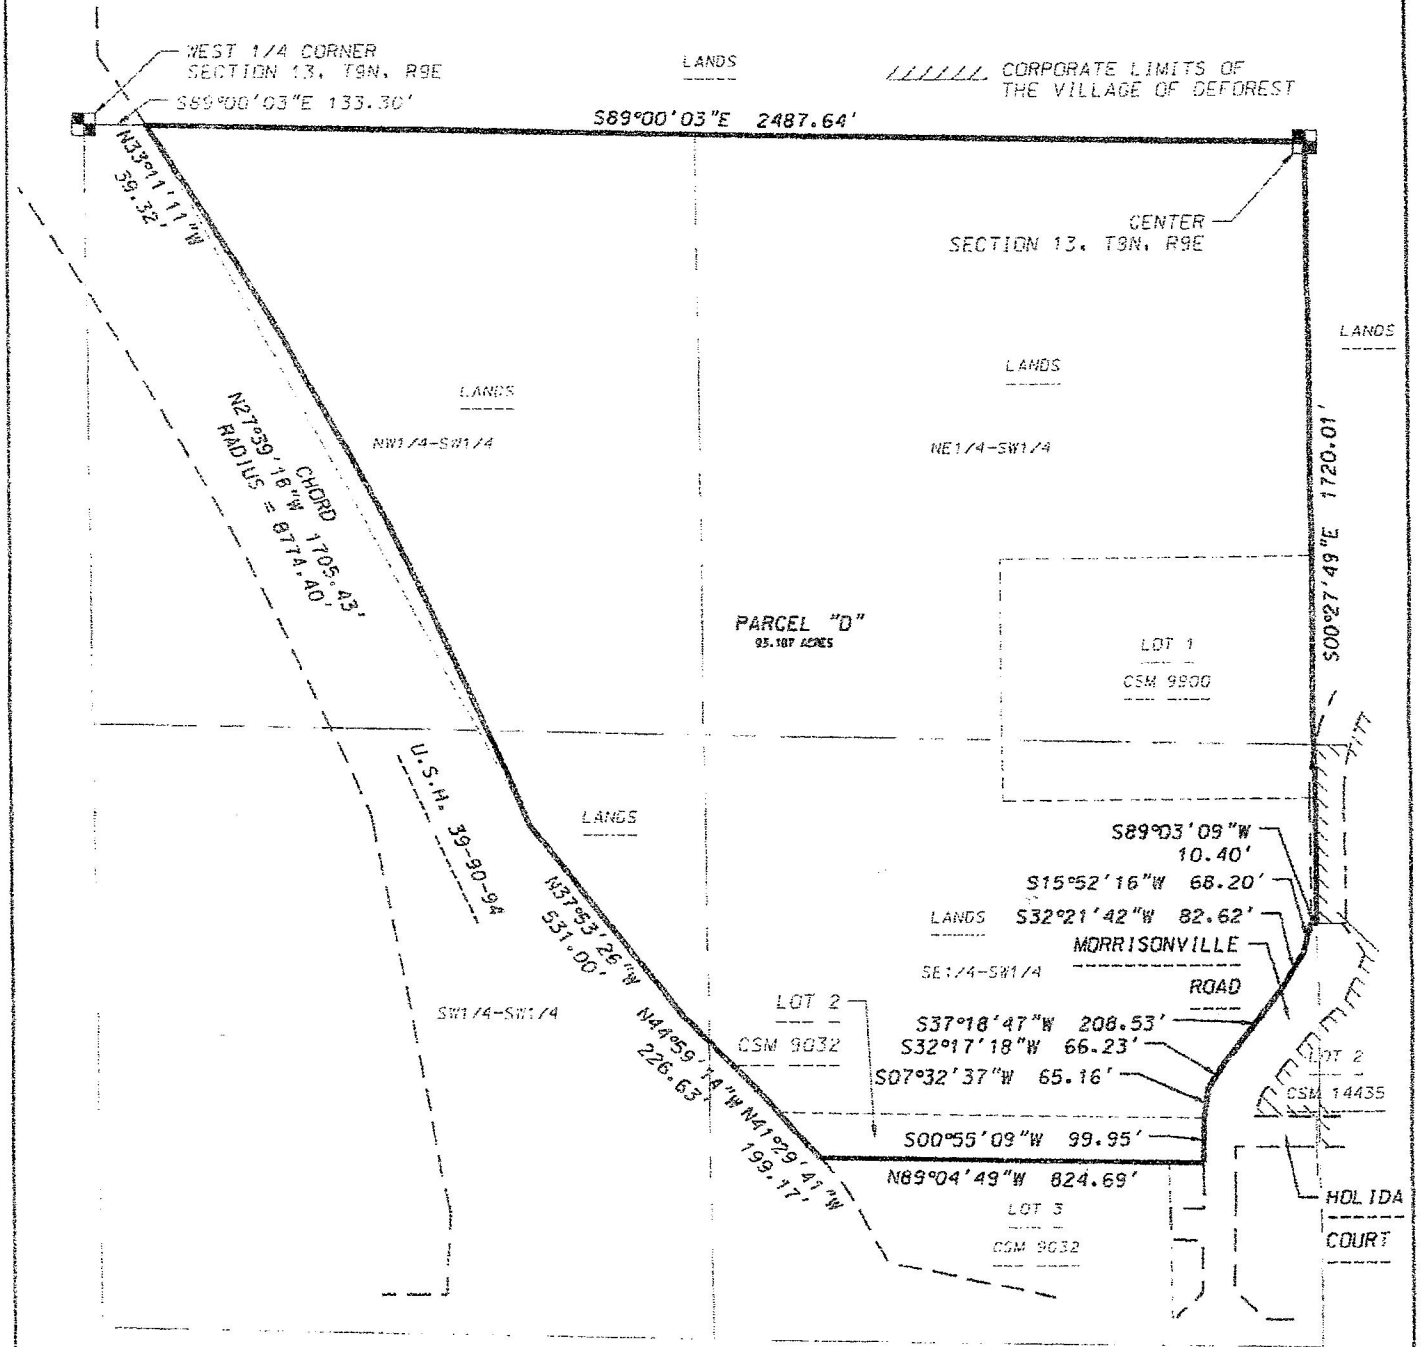 WEST 1/4 CORNER
SECTION 13, T9N, R9E
S89°00'03"E 133.30'
LANDS
CORPORATE LIMITS OF
THE VILLAGE OF DEFOREST
S89°00'03"E 2487.64'
N33°11'11"W
39.32'
CENTER
SECTION 13, T9N, R9E
LANDS
LANDS
LANDS
NW1/4-SW1/4
NE1/4-SW1/4
CHORD
N27°39'16"W 1705.43'
RADIUS = 8774.40'
S00°27'49"E 1720.01'
PARCEL "D"
95.187 ACRES
LOT 1
CSM 9900
U.S.H. 39-90-94
LANDS
S89°03'09"W
10.40'
S15°52'16"W 68.20'
LANDS S32°21'42"W 82.62'
MORRISONVILLE
ROAD
N37°53'26"W
531.00'
SE1/4-SW1/4
SW1/4-SW1/4
LOT 2
CSM 9032
N44°59'14"W
226.63'
S37°18'47"W 208.53'
S32°17'18"W 66.23'
S07°32'37"W 65.16'
LOT 2
CSM 14435
N41°29'41"W
199.17'
S00°55'09"W 99.95'
N89°04'49"W 824.69'
LOT 3
CSM 9032
HOLIDA
COURT